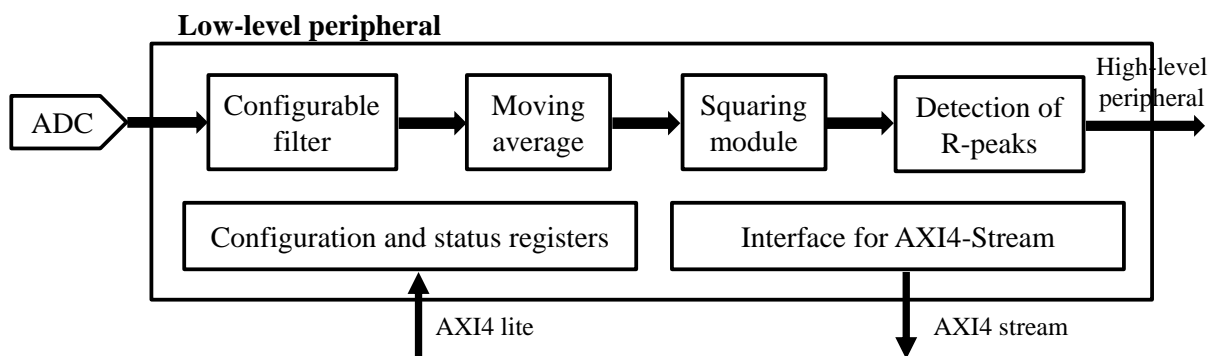 Low-level peripheral
ADC
Configurable
filter
Moving
average
Squaring
module
Detection of
R-peaks
High-level
peripheral
Configuration and status registers
Interface for AXI4-Stream
AXI4 lite
AXI4 stream